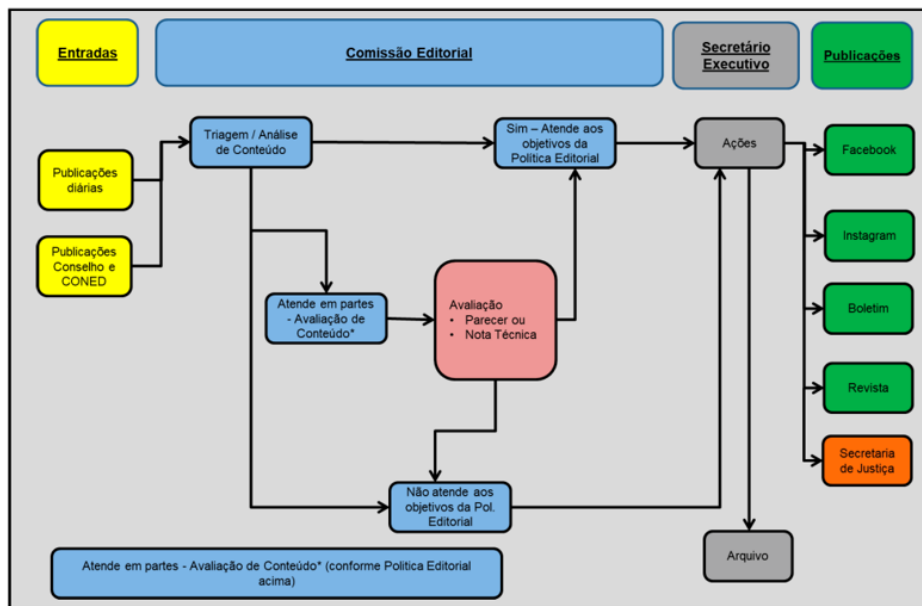 Entradas
Comissão Editorial
Secretário
Executivo
Publicações
Triagem / Análise
de Conteúdo
Sim – Atende aos
objetivos da
Política Editorial
Ações
Facebook
Publicações
diárias
Publicações
Conselho e
CONED
Instagram
Atende em partes
- Avaliação de
Conteúdo*
Avaliação
• Parecer ou
• Nota Técnica
Boletim
Revista
Secretaria
de Justiça
Não atende aos
objetivos da Pol.
Editorial
Arquivo
Atende em partes - Avaliação de Conteúdo* (conforme Politica Editorial
acima)